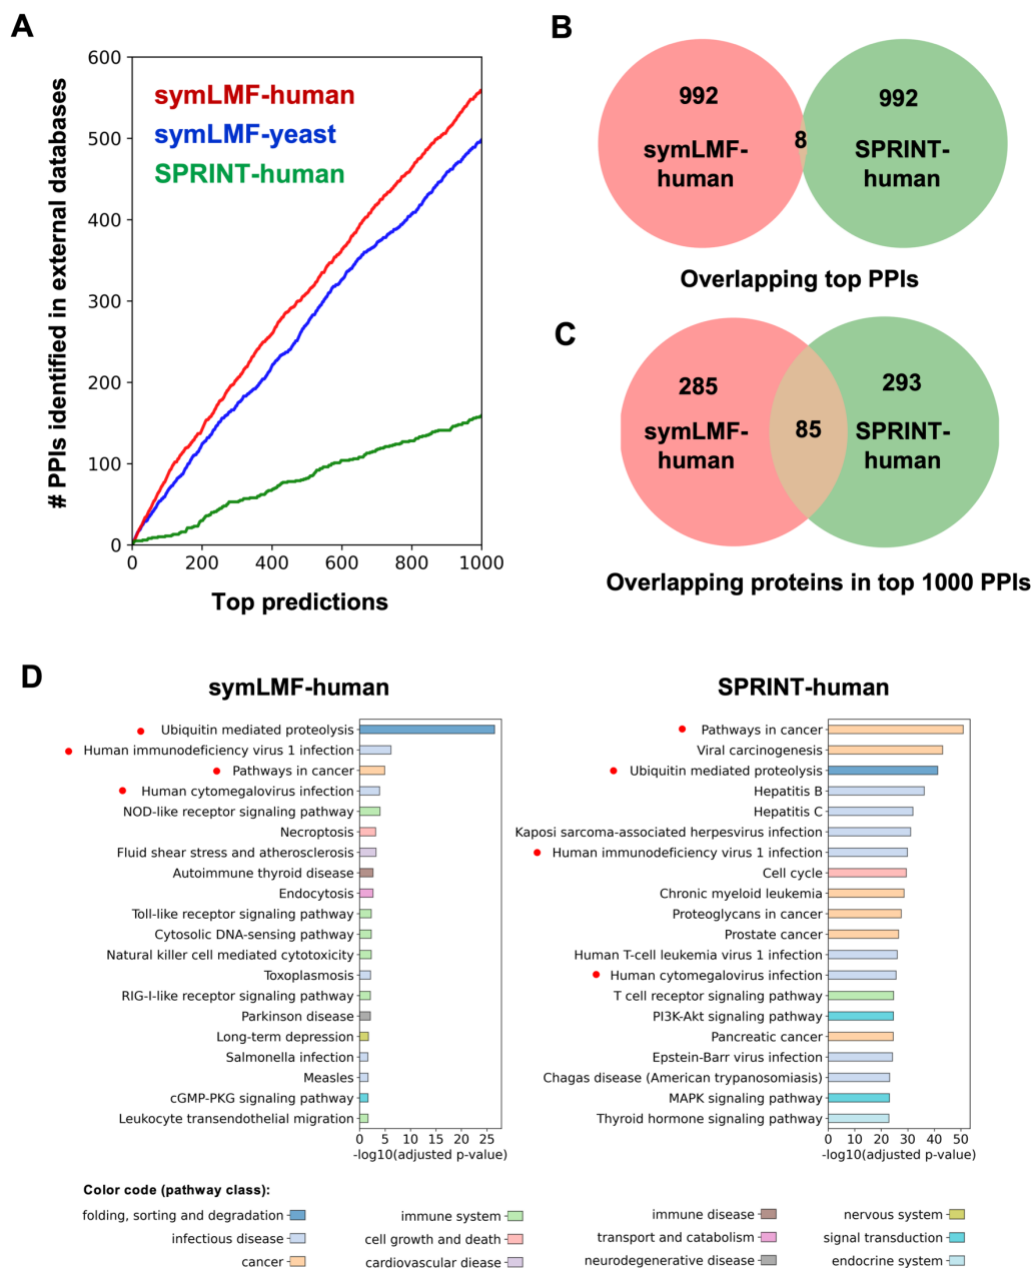 A
# PPIs identified in external databases
600
500
400
300
200
100
0
symLMF-human
symLMF-yeast
SPRINT-human
0 200 400 600 800 1000
Top predictions
B
992
symLMF-
human
8
992
SPRINT-
human
Overlapping top PPIs
C
285
symLMF-
human
85
293
SPRINT-
human
Overlapping proteins in top 1000 PPIs
D
symLMF-human
Ubiquitin mediated proteolysis
Human immunodeficiency virus 1 infection
Pathways in cancer
Human cytomegalovirus infection
NOD-like receptor signaling pathway
Necroptosis
Fluid shear stress and atherosclerosis
Autoimmune thyroid disease
Endocytosis
Toll-like receptor signaling pathway
Cytosolic DNA-sensing pathway
Natural killer cell mediated cytotoxicity
Toxoplasmosis
RIG-I-like receptor signaling pathway
Parkinson disease
Long-term depression
Salmonella infection
Measles
cGMP-PKG signaling pathway
Leukocyte transendothelial migration
0 5 10 15 20 25
-log10(adjusted p-value)
SPRINT-human
Pathways in cancer
Viral carcinogenesis
Ubiquitin mediated proteolysis
Hepatitis B
Hepatitis C
Kaposi sarcoma-associated herpesvirus infection
Human immunodeficiency virus 1 infection
Cell cycle
Chronic myeloid leukemia
Proteoglycans in cancer
Prostate cancer
Human T-cell leukemia virus 1 infection
Human cytomegalovirus infection
T cell receptor signaling pathway
PI3K-Akt signaling pathway
Pancreatic cancer
Epstein-Barr virus infection
Chagas disease (American trypanosomiasis)
MAPK signaling pathway
Thyroid hormone signaling pathway
0 10 20 30 40 50
-log10(adjusted p-value)
Color code (pathway class):
folding, sorting and degradation
infectious disease
cancer
immune system
cell growth and death
cardiovascular diease
immune disease
transport and catabolism
neurodegenerative disease
nervous system
signal transduction
endocrine system